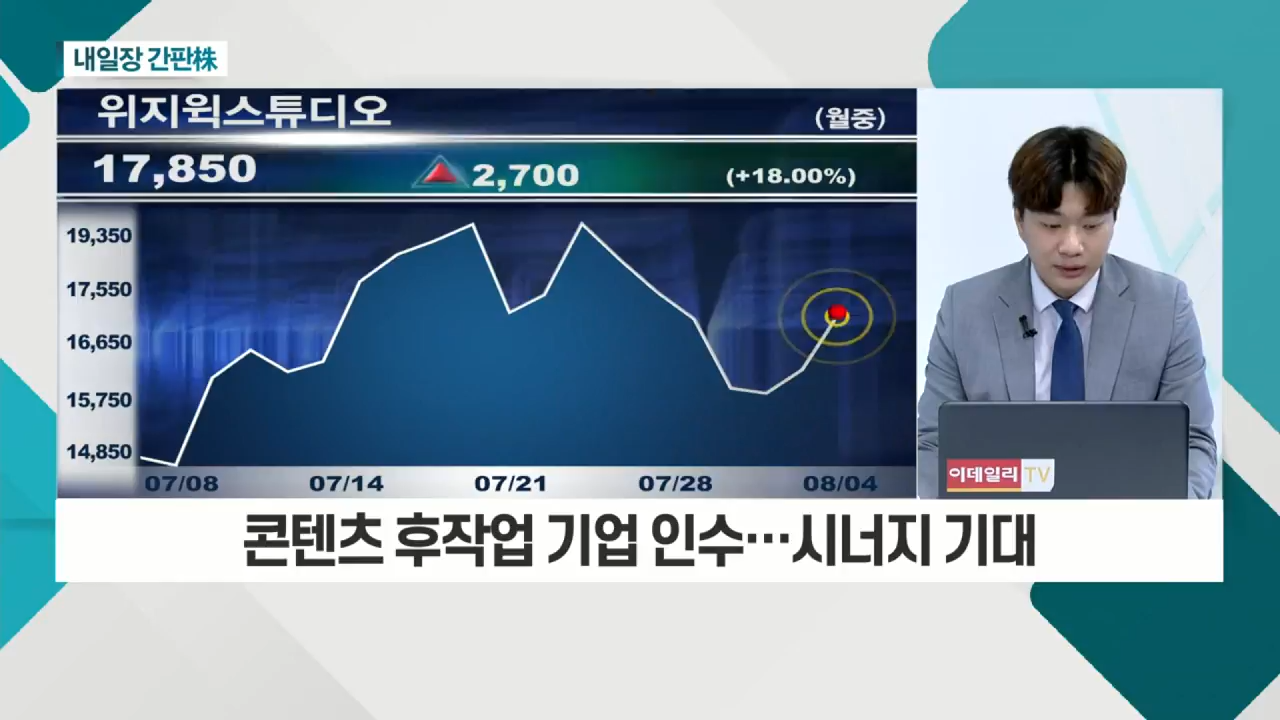 내일장 간판株
위지윅스튜디오 (월중)
17,850 2,700 (+18.00%)
19,350
17,550
16,650
15,750
14,850
07/08 07/14 07/21 07/28 08/04
이데일리 TV
콘텐츠 후작업 기업 인수…시너지 기대